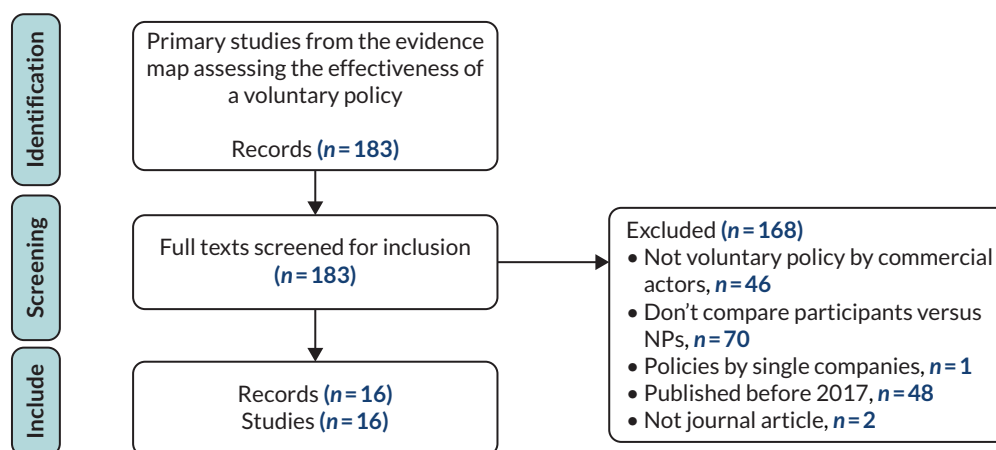 Identification
Primary studies from the evidence
map assessing the effectiveness of
a voluntary policy
Records (n=183)
Screening
Full texts screened for inclusion
(n=183)
Excluded (n=168)
• Not voluntary policy by commercial
actors, n=46
• Don’t compare participants versus
NPs, n=70
• Policies by single companies, n=1
• Published before 2017, n=48
• Not journal article, n=2
Include
Records (n=16)
Studies (n=16)